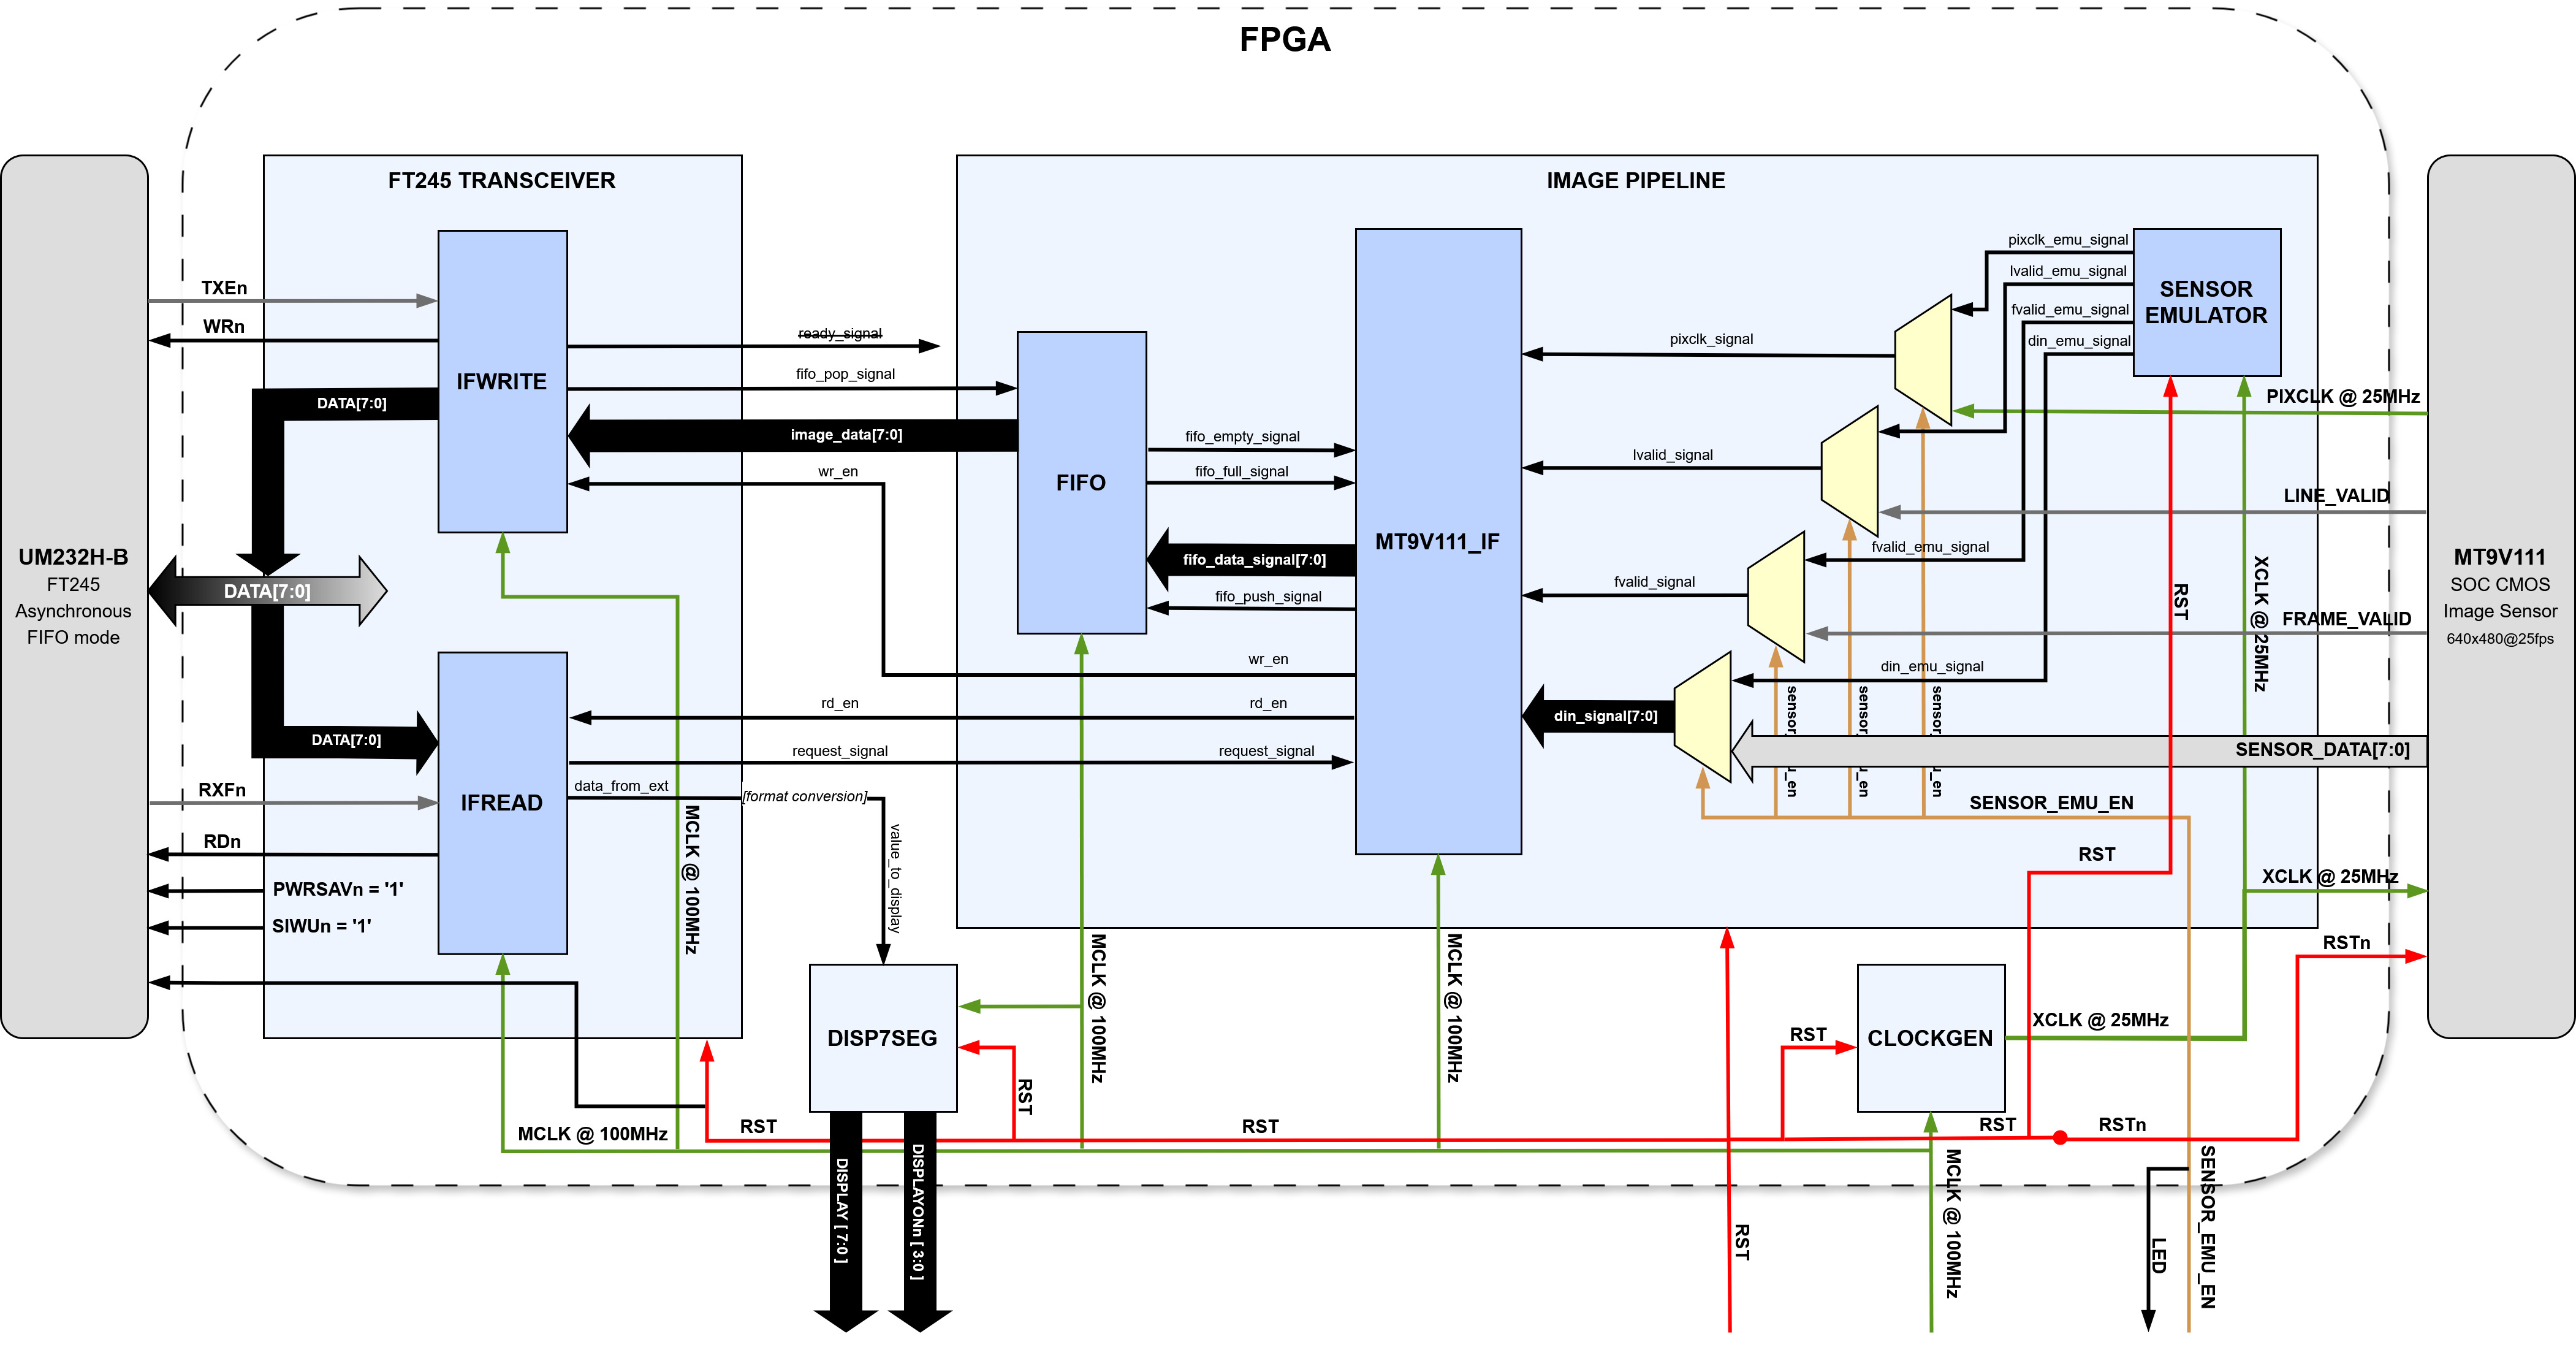 FPGA
FT245 TRANSCEIVER
IMAGE PIPELINE
UM232H-B
FT245
Asynchronous
FIFO mode
TXEn
WRn
DATA[7:0]
DATA[7:0]
DATA[7:0]
RXFn
RDn
PWRSAVn = '1'
SIWUn = '1'
IFWRITE
IFREAD
ready_signal
fifo_pop_signal
image_data[7:0]
wr_en
rd_en
request_signal
data_from_ext
[format conversion]
value_to_display
MCLK @ 100MHz
FIFO
fifo_empty_signal
fifo_full_signal
fifo_data_signal[7:0]
fifo_push_signal
wr_en
rd_en
request_signal
MT9V111_IF
pixclk_signal
lvalid_signal
fvalid_signal
din_signal[7:0]
pixclk_emu_signal
lvalid_emu_signal
fvalid_emu_signal
din_emu_signal
SENSOR
EMULATOR
fvalid_emu_signal
din_emu_signal
PIXCLK @ 25MHz
LINE_VALID
FRAME_VALID
SENSOR_DATA[7:0]
SENSOR_EMU_EN
RST
XCLK @ 25MHz
RST
XCLK @ 25MHz
RSTn
MT9V111
SOC CMOS
Image Sensor
640x480@25fps
DISP7SEG
MCLK @ 100MHz
RST
MCLK @ 100MHz
RST
CLOCKGEN
XCLK @ 25MHz
MCLK @ 100MHz
RST
RST
RST
RSTn
DISPLAY [ 7:0 ]
DISPLAYONn [ 3:0 ]
RST
MCLK @ 100MHz
LED
SENSOR_EMU_EN